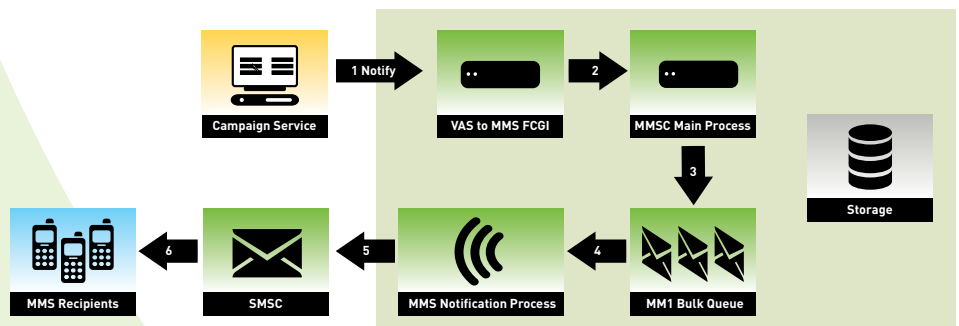 1 Notify
2
Campaign Service
VAS to MMS FCGI
MMSC Main Process
3
Storage
6
5
4
MMS Recipients
SMSC
MMS Notification Process
MM1 Bulk Queue